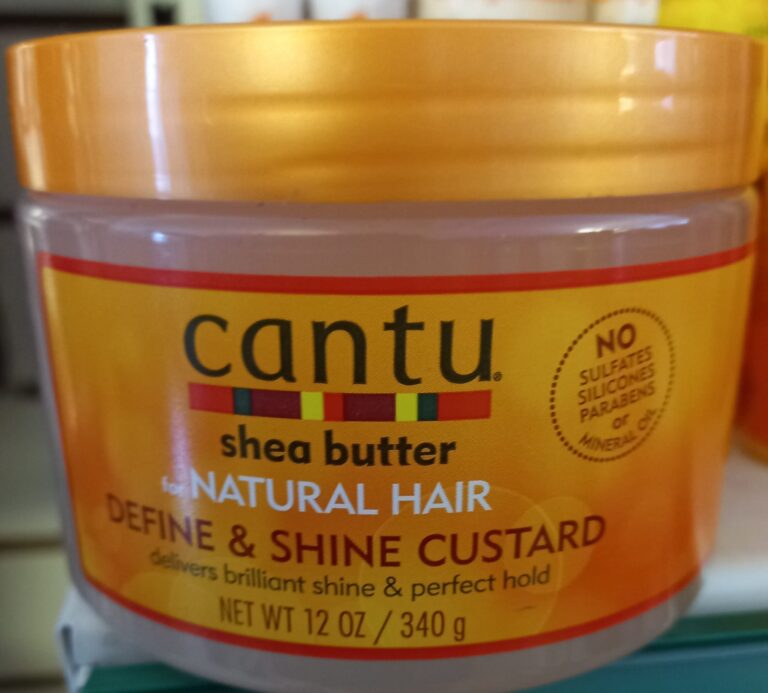 cantu
shea butter
for NATURAL HAIR
DEFINE & SHINE CUSTARD
delivers brilliant shine & perfect hold
NET WT 12 OZ / 340 g
NO
SULFATES
SILICONES
PARABENS
or
MINERAL OIL